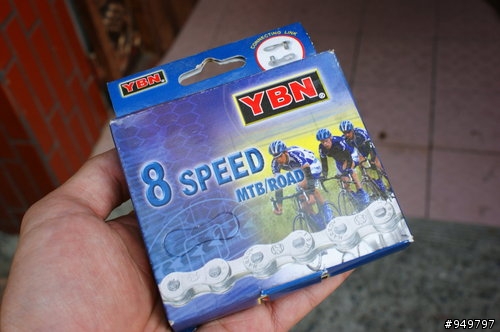 YBN
CONNECTING LINK
YBN®
8 SPEED
MTB/ROAD
#949797